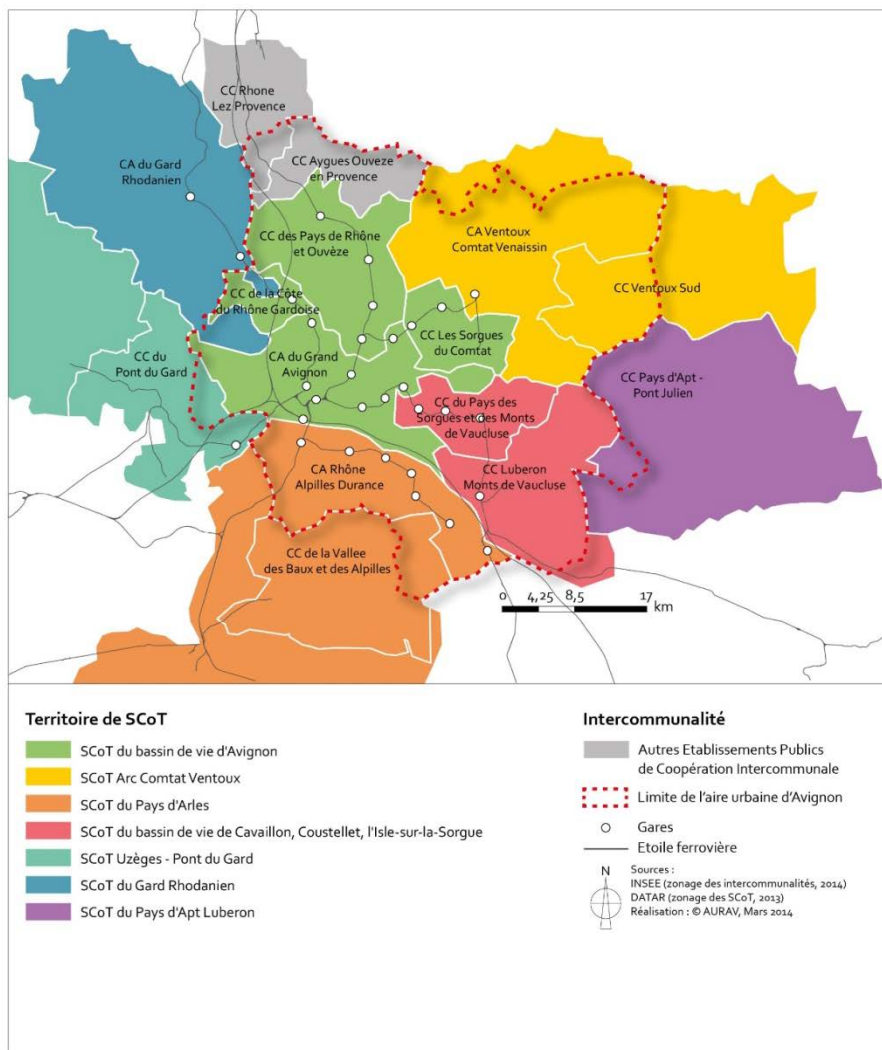 CC Rhone
Lez Provence
CA du Gard
Rhodanien
CC Aygues Ouveze
en Provence
CC des Pays de Rhône
et Ouvèze
CA Ventoux
Comtat Venaissin
CC de la Côte
du Rhône Gardoise
CC Ventoux Sud
CC Les Sorgues
du Comtat
CC du
Pont du Gard
CA du Grand
Avignon
CC Pays d'Apt -
Pont Julien
CC du Pays des
Sorgues et des Monts
de Vaucluse
CA Rhône
Alpilles Durance
CC Luberon
Monts de Vaucluse
CC de la Vallee
des Baux et des Alpilles
0 4,25 8,5 17
km
Territoire de SCoT
SCoT du bassin de vie d'Avignon
SCoT Arc Comtat Ventoux
SCoT du Pays d'Arles
SCoT du bassin de vie de Cavaillon, Coustellet, l'Isle-sur-la-Sorgue
SCoT Uzèges - Pont du Gard
SCoT du Gard Rhodanien
SCoT du Pays d'Apt Luberon
Intercommunalité
Autres Etablissements Publics
de Coopération Intercommunale
Limite de l'aire urbaine d'Avignon
Gares
Etoile ferrovière
N
Sources :
INSEE (zonage des intercommunalités, 2014)
DATAR (zonage des SCoT, 2013)
Réalisation : © AURAV, Mars 2014